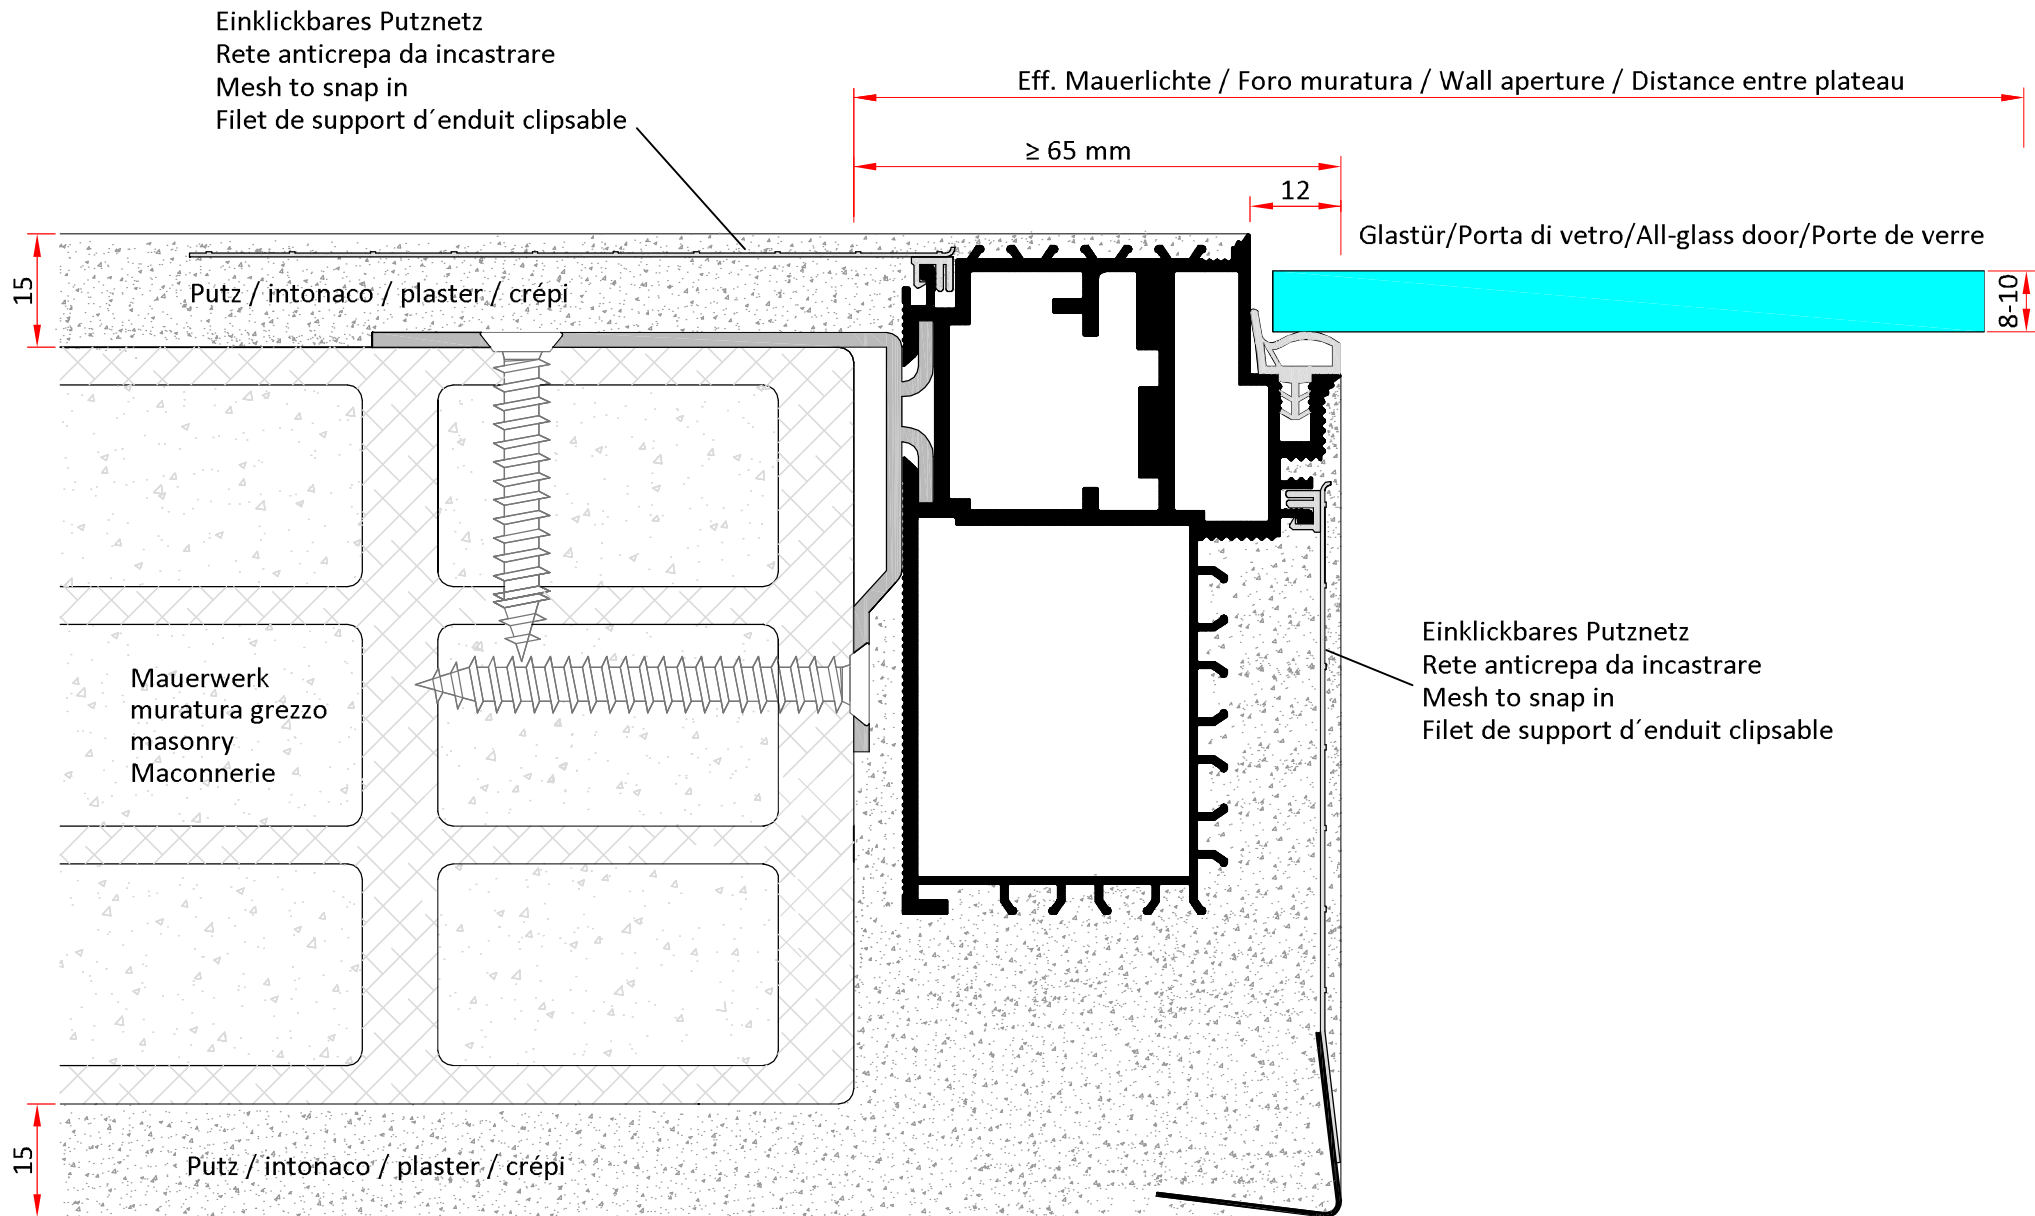 Einklickbares Putznetz
Rete anticrepa da incastrare
Mesh to snap in
Filet de support d´enduit clipsable
Eff. Mauerlichte / Foro muratura / Wall aperture / Distance entre plateau
≥ 65 mm
12
Glastür/Porta di vetro/All-glass door/Porte de verre
15
Putz / intonaco / plaster / crépi
8-10
Mauerwerk
muratura grezzo
masonry
Maconnerie
Einklickbares Putznetz
Rete anticrepa da incastrare
Mesh to snap in
Filet de support d´enduit clipsable
15
Putz / intonaco / plaster / crépi